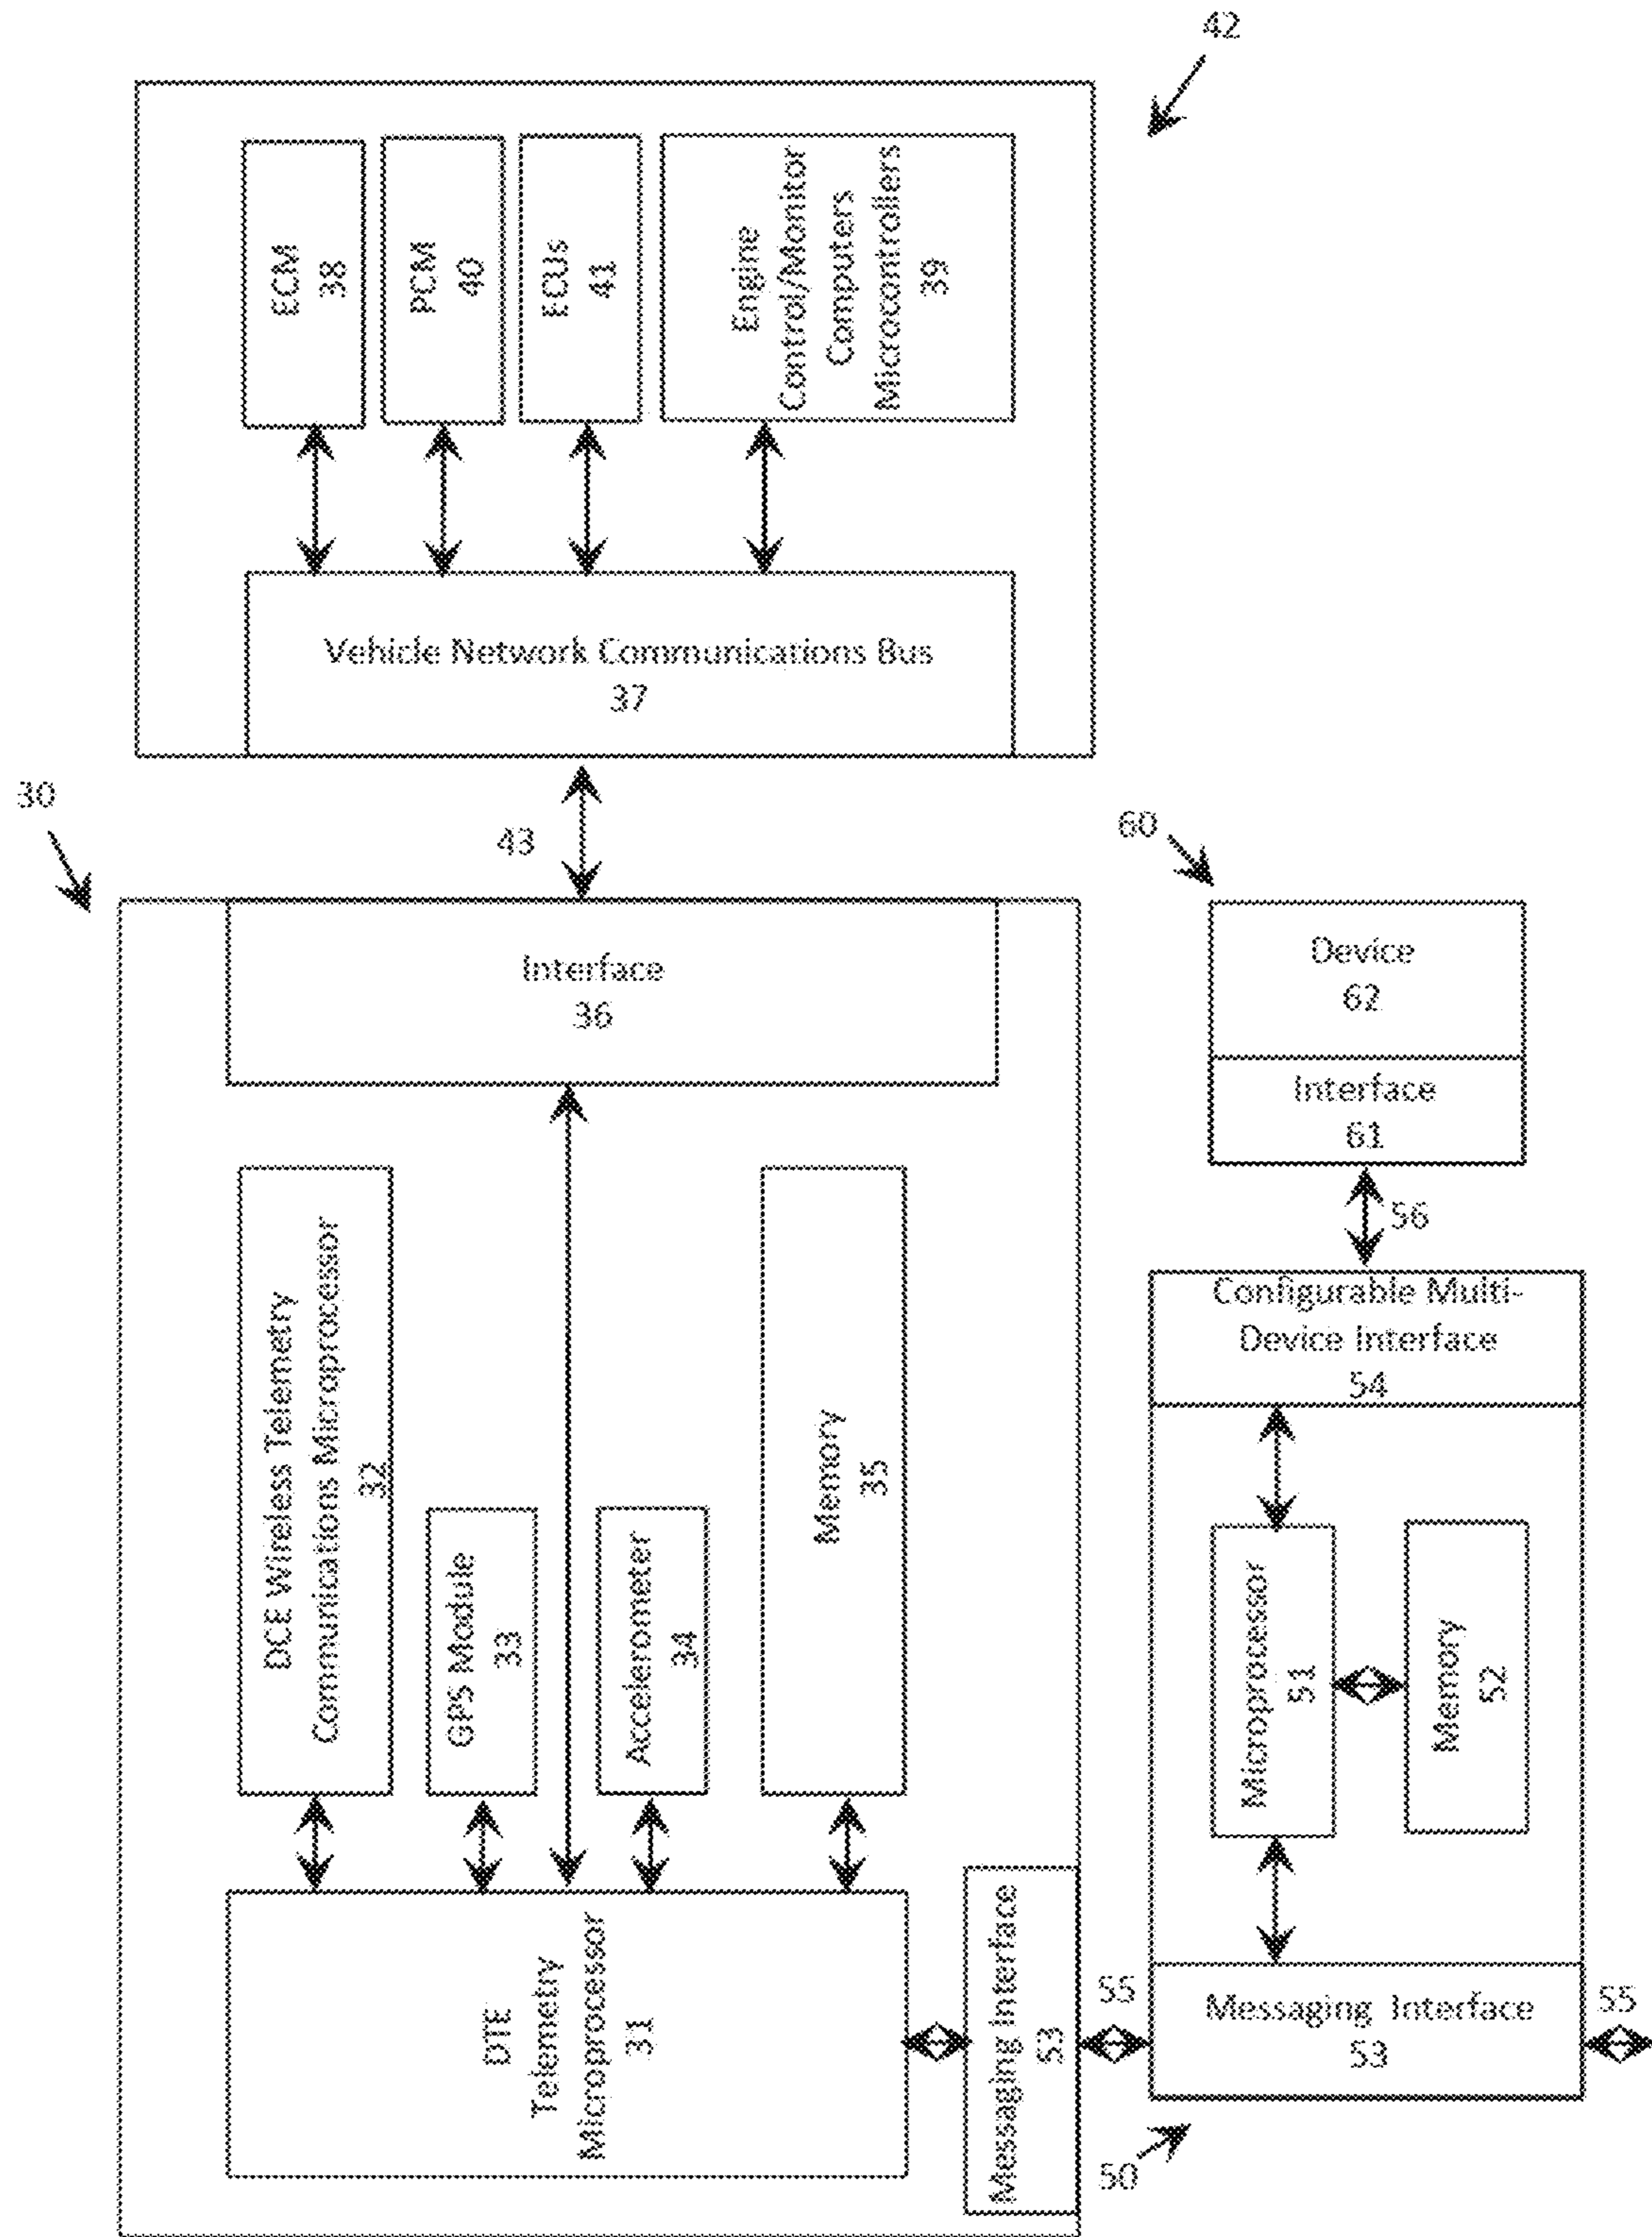 42
ECM
38
PCM
40
ECUs
41
Engine
Control/Monitor
Computers
Microcontrollers
39
Vehicle Network Communications Bus
37
30
43
60
Interface
36
Device
62
Interface
61
56
DCE Wireless Telemetry
Communications Microprocessor
32
GPS Module
33
Accelerometer
34
Memory
35
Configurable Multi-
Device Interface
54
Microprocessor
51
Memory
52
DTE
Telemetry
Microprocessor
31
Messaging Interface
53
55
Messaging Interface
53
55
50